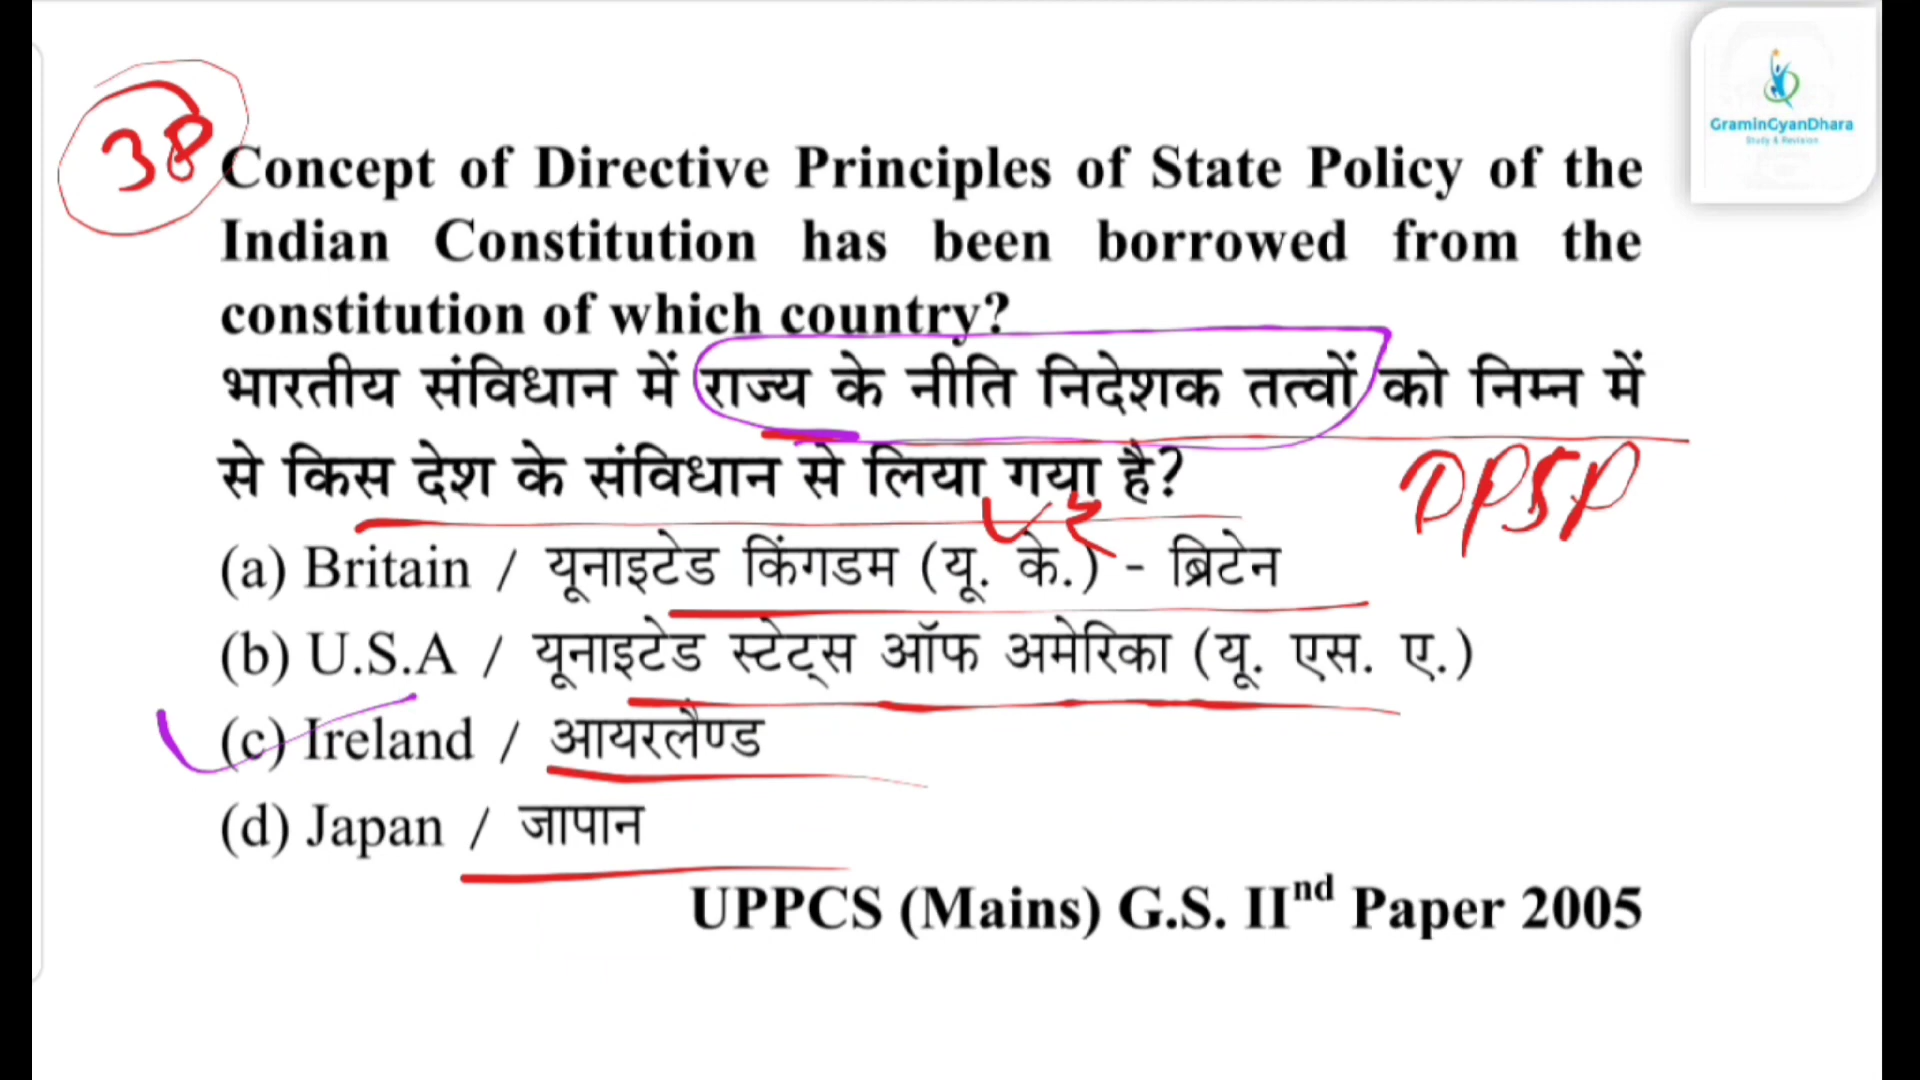 38
Concept of Directive Principles of State Policy of the
Indian Constitution has been borrowed from the
constitution of which country?
भारतीय संविधान में राज्य के नीति निदेशक तत्वों को निम्न में
से किस देश के संविधान से लिया गया है?
DPSP
(a) Britain / यूनाइटेड किंगडम (यू. के.) - ब्रिटेन
(b) U.S.A / यूनाइटेड स्टेट्स ऑफ अमेरिका (यू. एस. ए.)
(c) Ireland / आयरलैण्ड
(d) Japan / जापान
UPPCS (Mains) G.S. IInd Paper 2005
GraminGyanDhara
Study & Revision